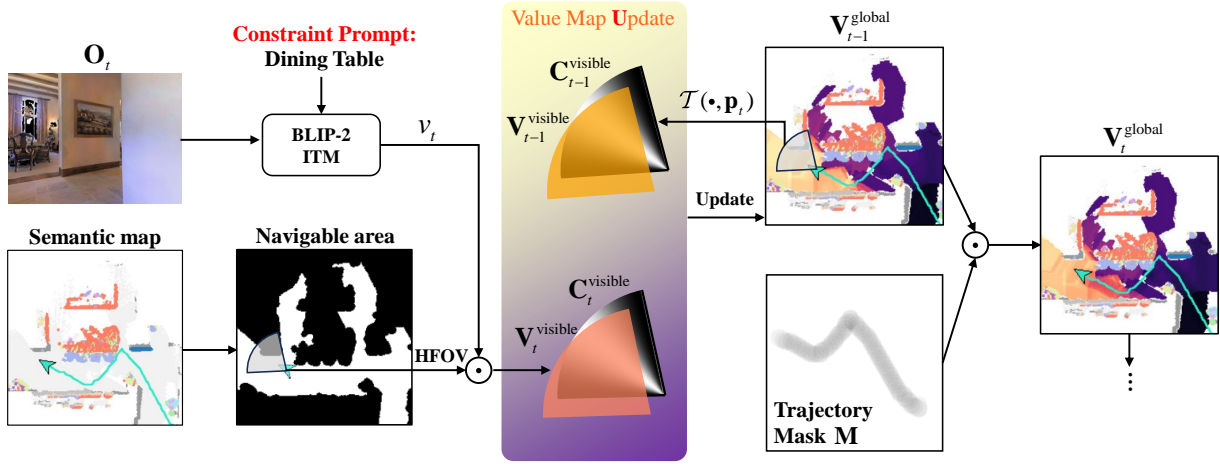 O_t
Constraint Prompt:
Dining Table
BLIP-2
ITM
v_t
Semantic map
Navigable area
HFOV
⊙
Value Map Update
C_{t-1}^{visible}
V_{t-1}^{visible}
C_t^{visible}
V_t^{visible}
𝒯(•, p_t)
Update
V_{t-1}^{global}
Trajectory
Mask M
⊙
V_t^{global}
⋮